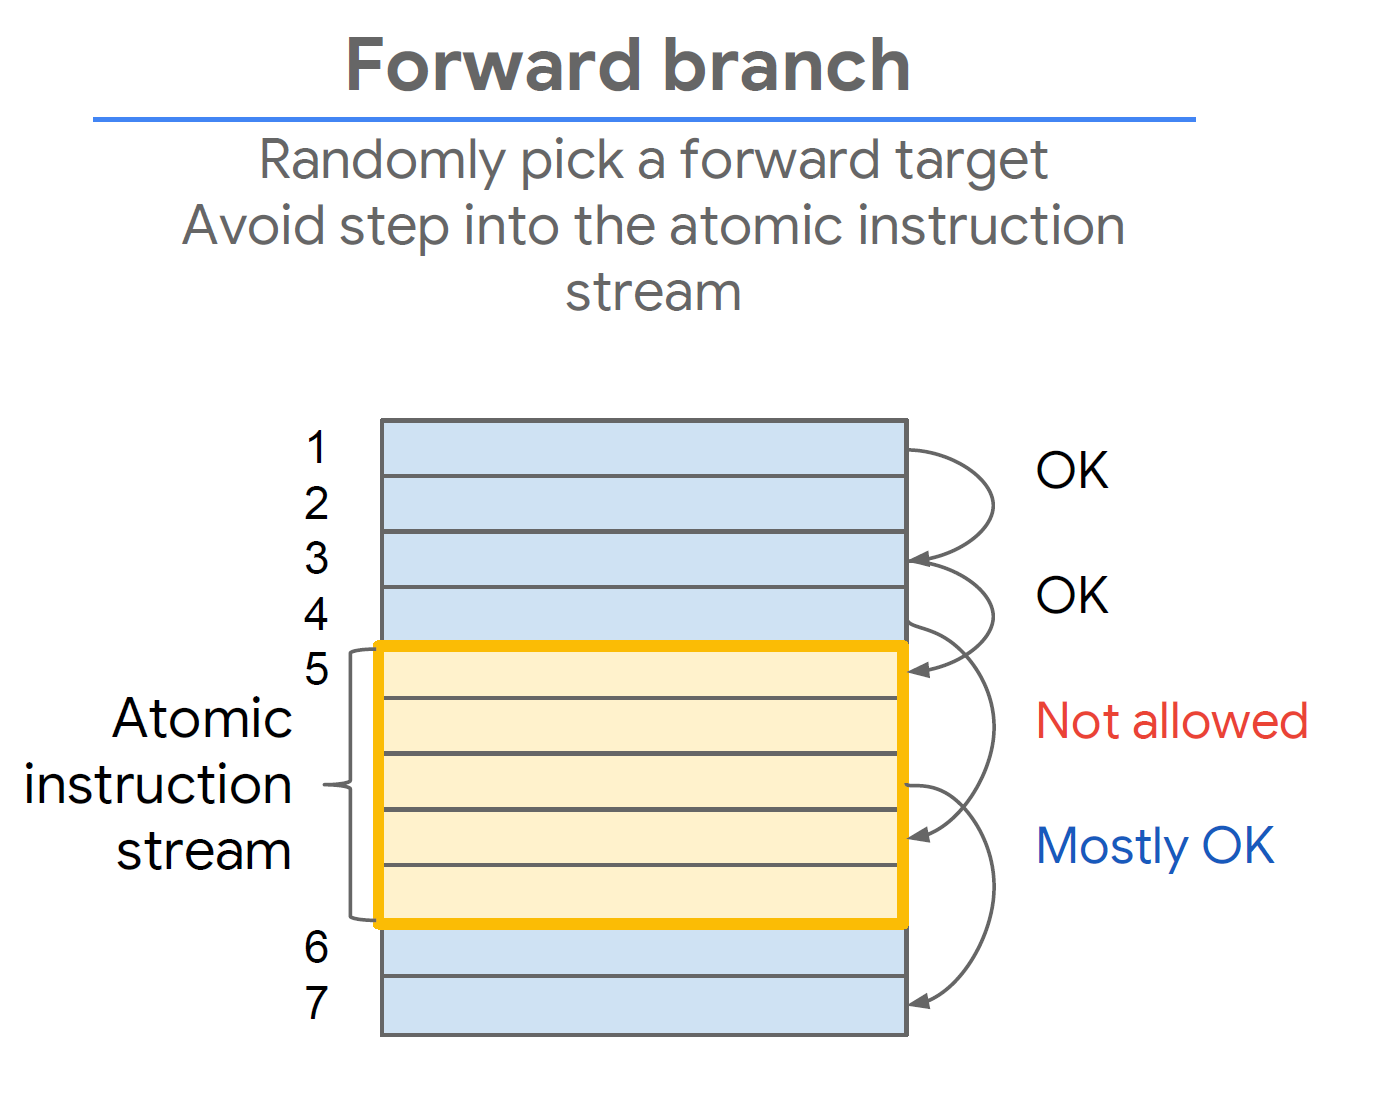 Forward branch
Randomly pick a forward target
Avoid step into the atomic instruction
stream
1
OK
2
3
OK
4
5
Atomic
instruction
stream
Not allowed
Mostly OK
6
7